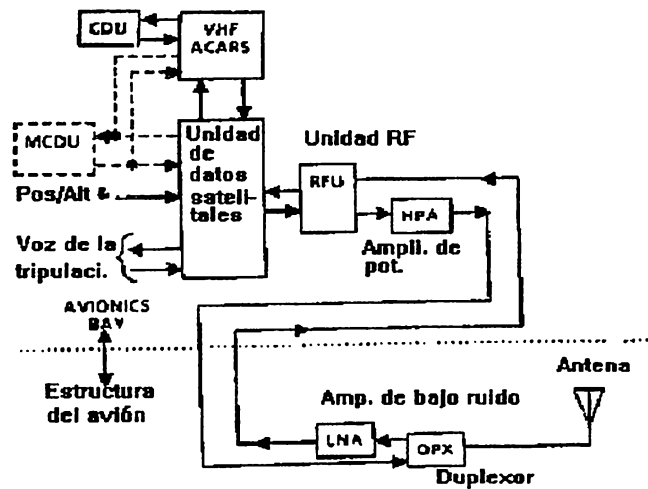 CDU
VHF
ACARS
MCDU
Unidad
de
datos
sateli-
tales
Unidad RF
RFU
HPA
Ampli. de
pot.
Pos/Alt &
Voz de la
tripulaci.
AVIONICS
BAY
Estructura
del avión
Antena
Amp. de bajo ruido
LNA
DPX
Duplexor